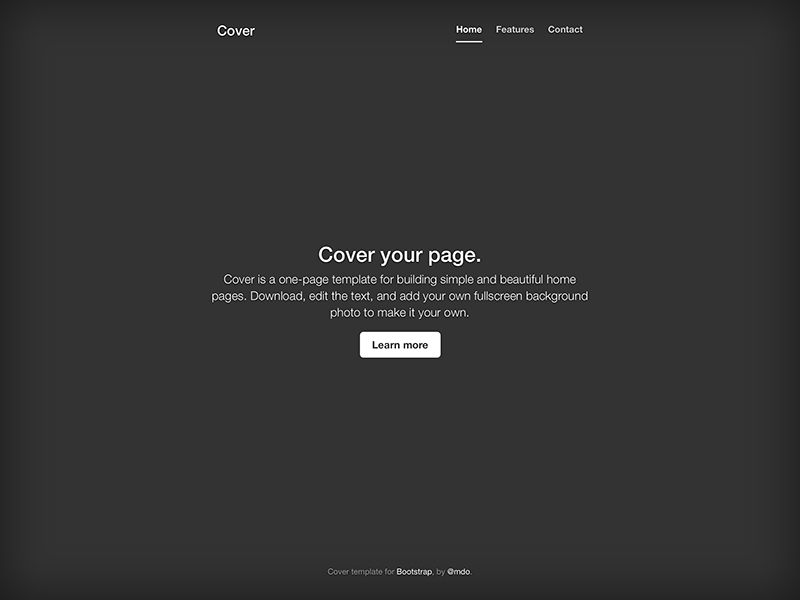 Cover
Home Features Contact
Cover your page.
Cover is a one-page template for building simple and beautiful home
pages. Download, edit the text, and add your own fullscreen background
photo to make it your own.
Learn more
Cover template for Bootstrap, by @mdo.